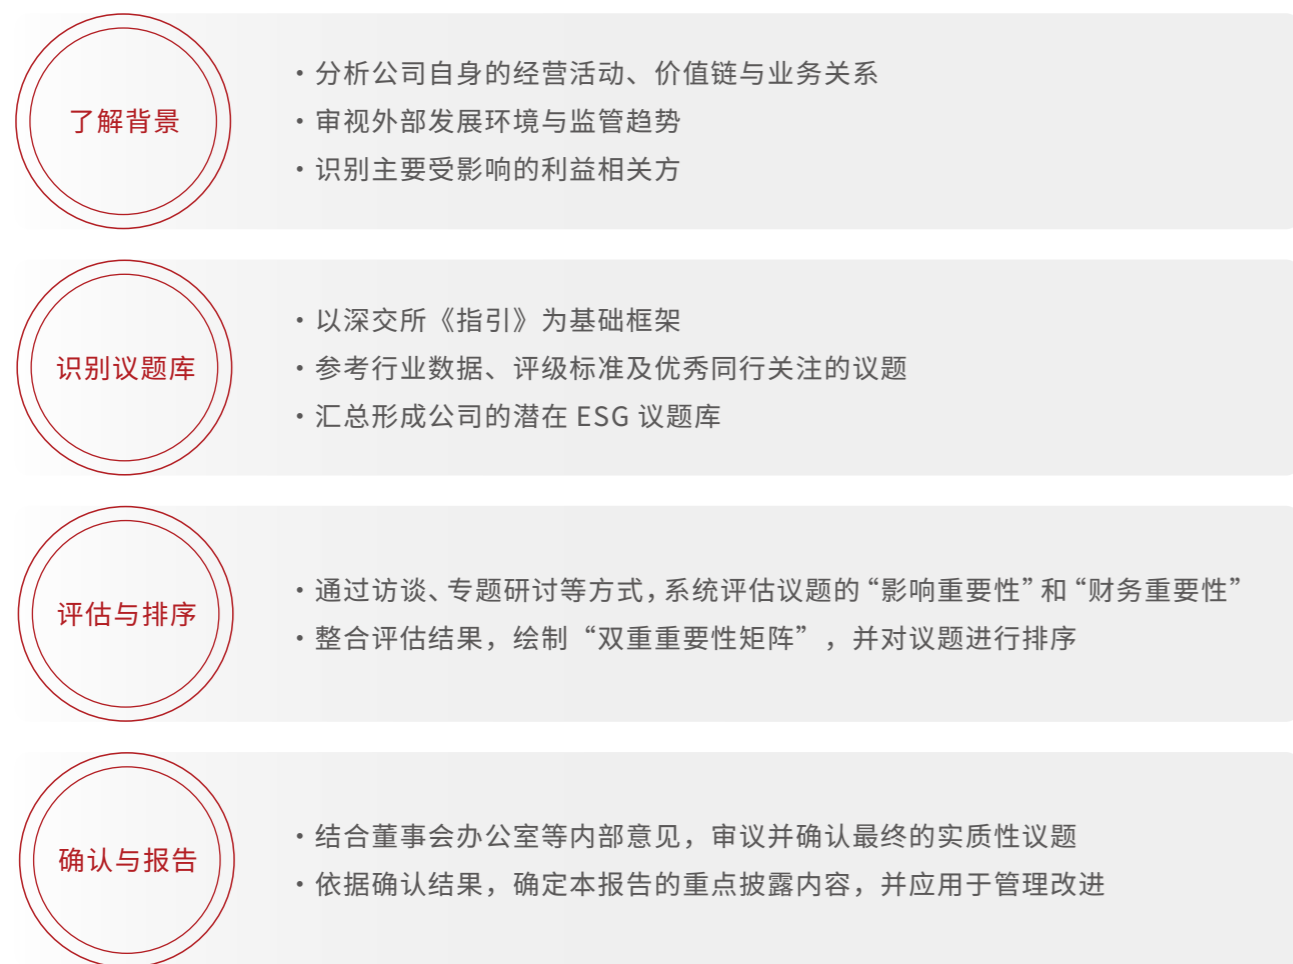 了解背景
·分析公司自身的经营活动、价值链与业务关系
·审视外部发展环境与监管趋势
·识别主要受影响的利益相关方
识别议题库
·以深交所《指引》为基础框架
·参考行业数据、评级标准及优秀同行关注的议题
·汇总形成公司的潜在 ESG 议题库
评估与排序
·通过访谈、专题研讨等方式，系统评估议题的“影响重要性”和“财务重要性”
·整合评估结果，绘制“双重重要性矩阵”，并对议题进行排序
确认与报告
·结合董事会办公室等内部意见，审议并确认最终的实质性议题
·依据确认结果，确定本报告的重点披露内容，并应用于管理改进